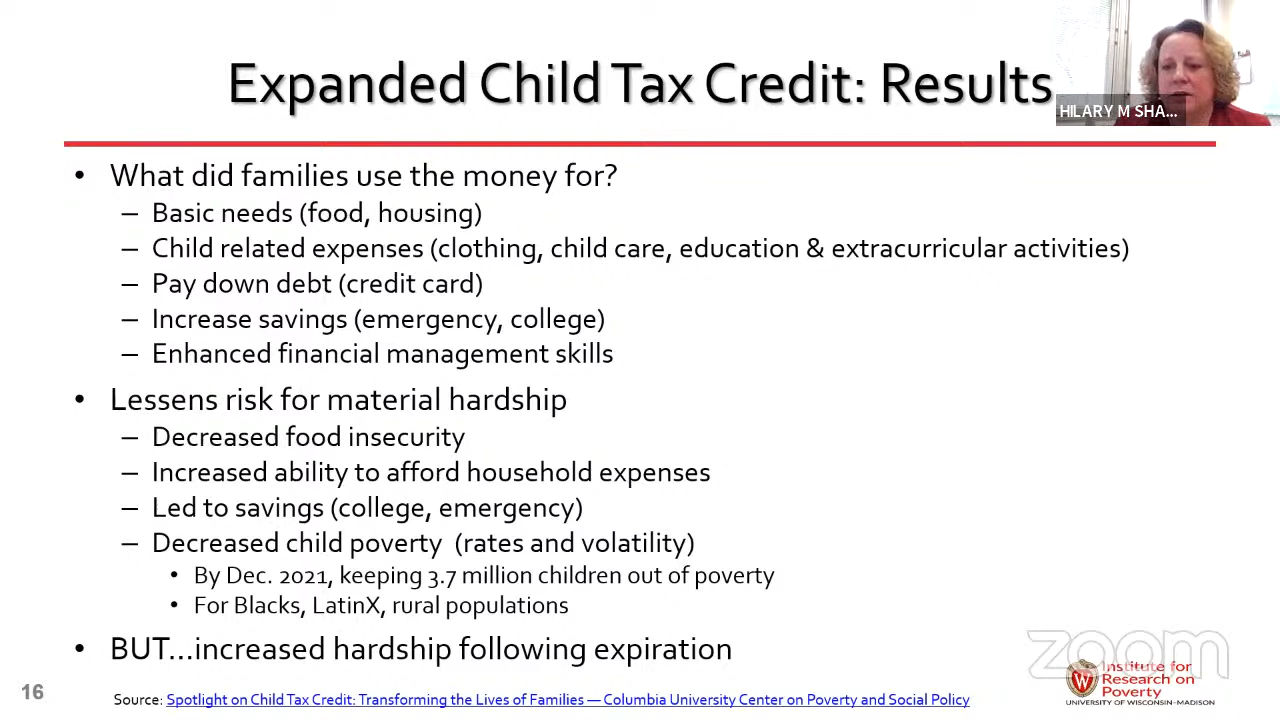 Expanded Child Tax Credit: Results
HILARY M SHA...
• What did families use the money for?
– Basic needs (food, housing)
– Child related expenses (clothing, child care, education & extracurricular activities)
– Pay down debt (credit card)
– Increase savings (emergency, college)
– Enhanced financial management skills
• Lessens risk for material hardship
– Decreased food insecurity
– Increased ability to afford household expenses
– Led to savings (college, emergency)
– Decreased child poverty (rates and volatility)
• By Dec. 2021, keeping 3.7 million children out of poverty
• For Blacks, LatinX, rural populations
• BUT...increased hardship following expiration
zoom
W
Institute for
Research on
Poverty
UNIVERSITY OF WISCONSIN-MADISON
16
Source: Spotlight on Child Tax Credit: Transforming the Lives of Families — Columbia University Center on Poverty and Social Policy